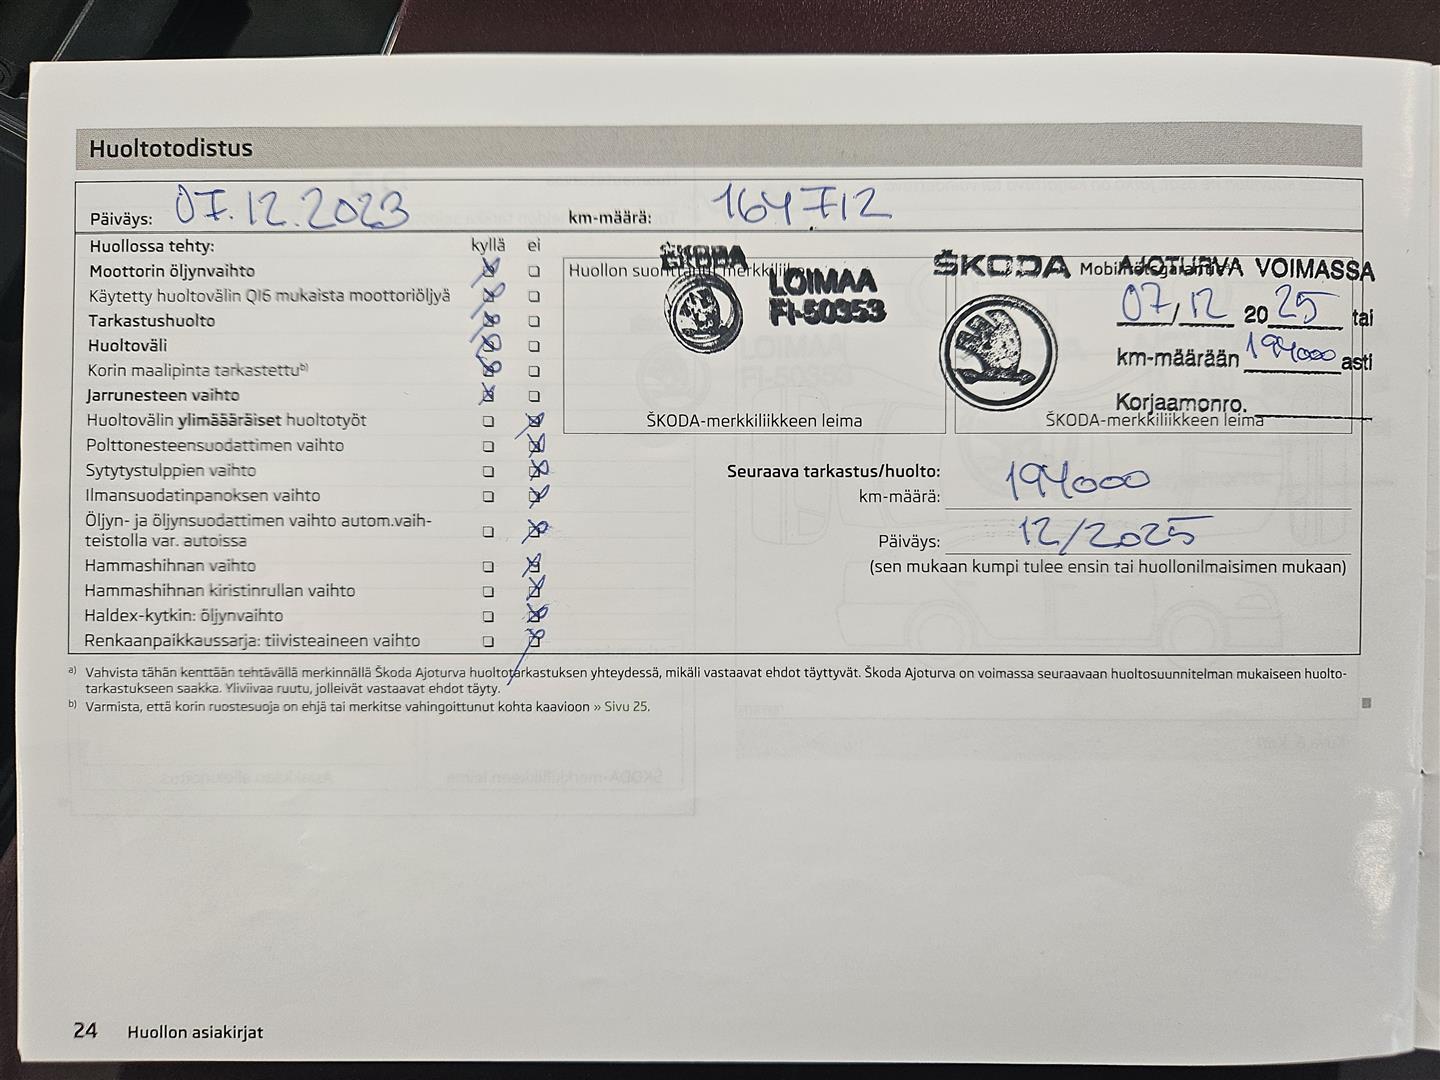 Huoltotodistus
Päiväys: 07.12.2023 km-määrä: 164712
Huollossa tehty: kyllä ei
Moottorin öljynvaihto
Käytetty huoltovälin QI6 mukaista moottoriöljyä
Tarkastushuolto
Huoltoväli
Korin maalipinta tarkastettu b)
Jarrunesteen vaihto
Huoltovälin ylimääräiset huoltotyöt
Polttonesteensuodattimen vaihto
Sytytystulppien vaihto
Ilmansuodatinpanoksen vaihto
Öljyn- ja öljynsuodattimen vaihto autom.vaih-
teistolla var. autoissa
Hammashihnan vaihto
Hammashihnan kiristinrullan vaihto
Haldex-kytkin: öljynvaihto
Renkaanpaikkaussarja: tiivisteaineen vaihto
Huollon
ŠKODA
LOIMAA
FI-50353
ŠKODA-merkkiliikkeen leima
ŠKODA AJOTURVA VOIMASSA
07,12 2025 tai
km-määrään 194000 asti
Korjaamonro.
ŠKODA-merkkiliikkeen leima
Seuraava tarkastus/huolto:
km-määrä: 194000
Päiväys: 12/2025
(sen mukaan kumpi tulee ensin tai huollonilmaisimen mukaan)
a) Vahvista tähän kenttään tehtävällä merkinnällä Škoda Ajoturva huoltotarkastuksen yhteydessä, mikäli vastaavat ehdot täyttyvät. Škoda Ajoturva on voimassa seuraavaan huoltosuunnitelman mukaiseen huolto-
tarkastukseen saakka. Yliviivaa ruutu, jolleivät vastaavat ehdot täyty.
b) Varmista, että korin ruostesuoja on ehjä tai merkitse vahingoittunut kohta kaavioon » Sivu 25.
24 Huollon asiakirjat